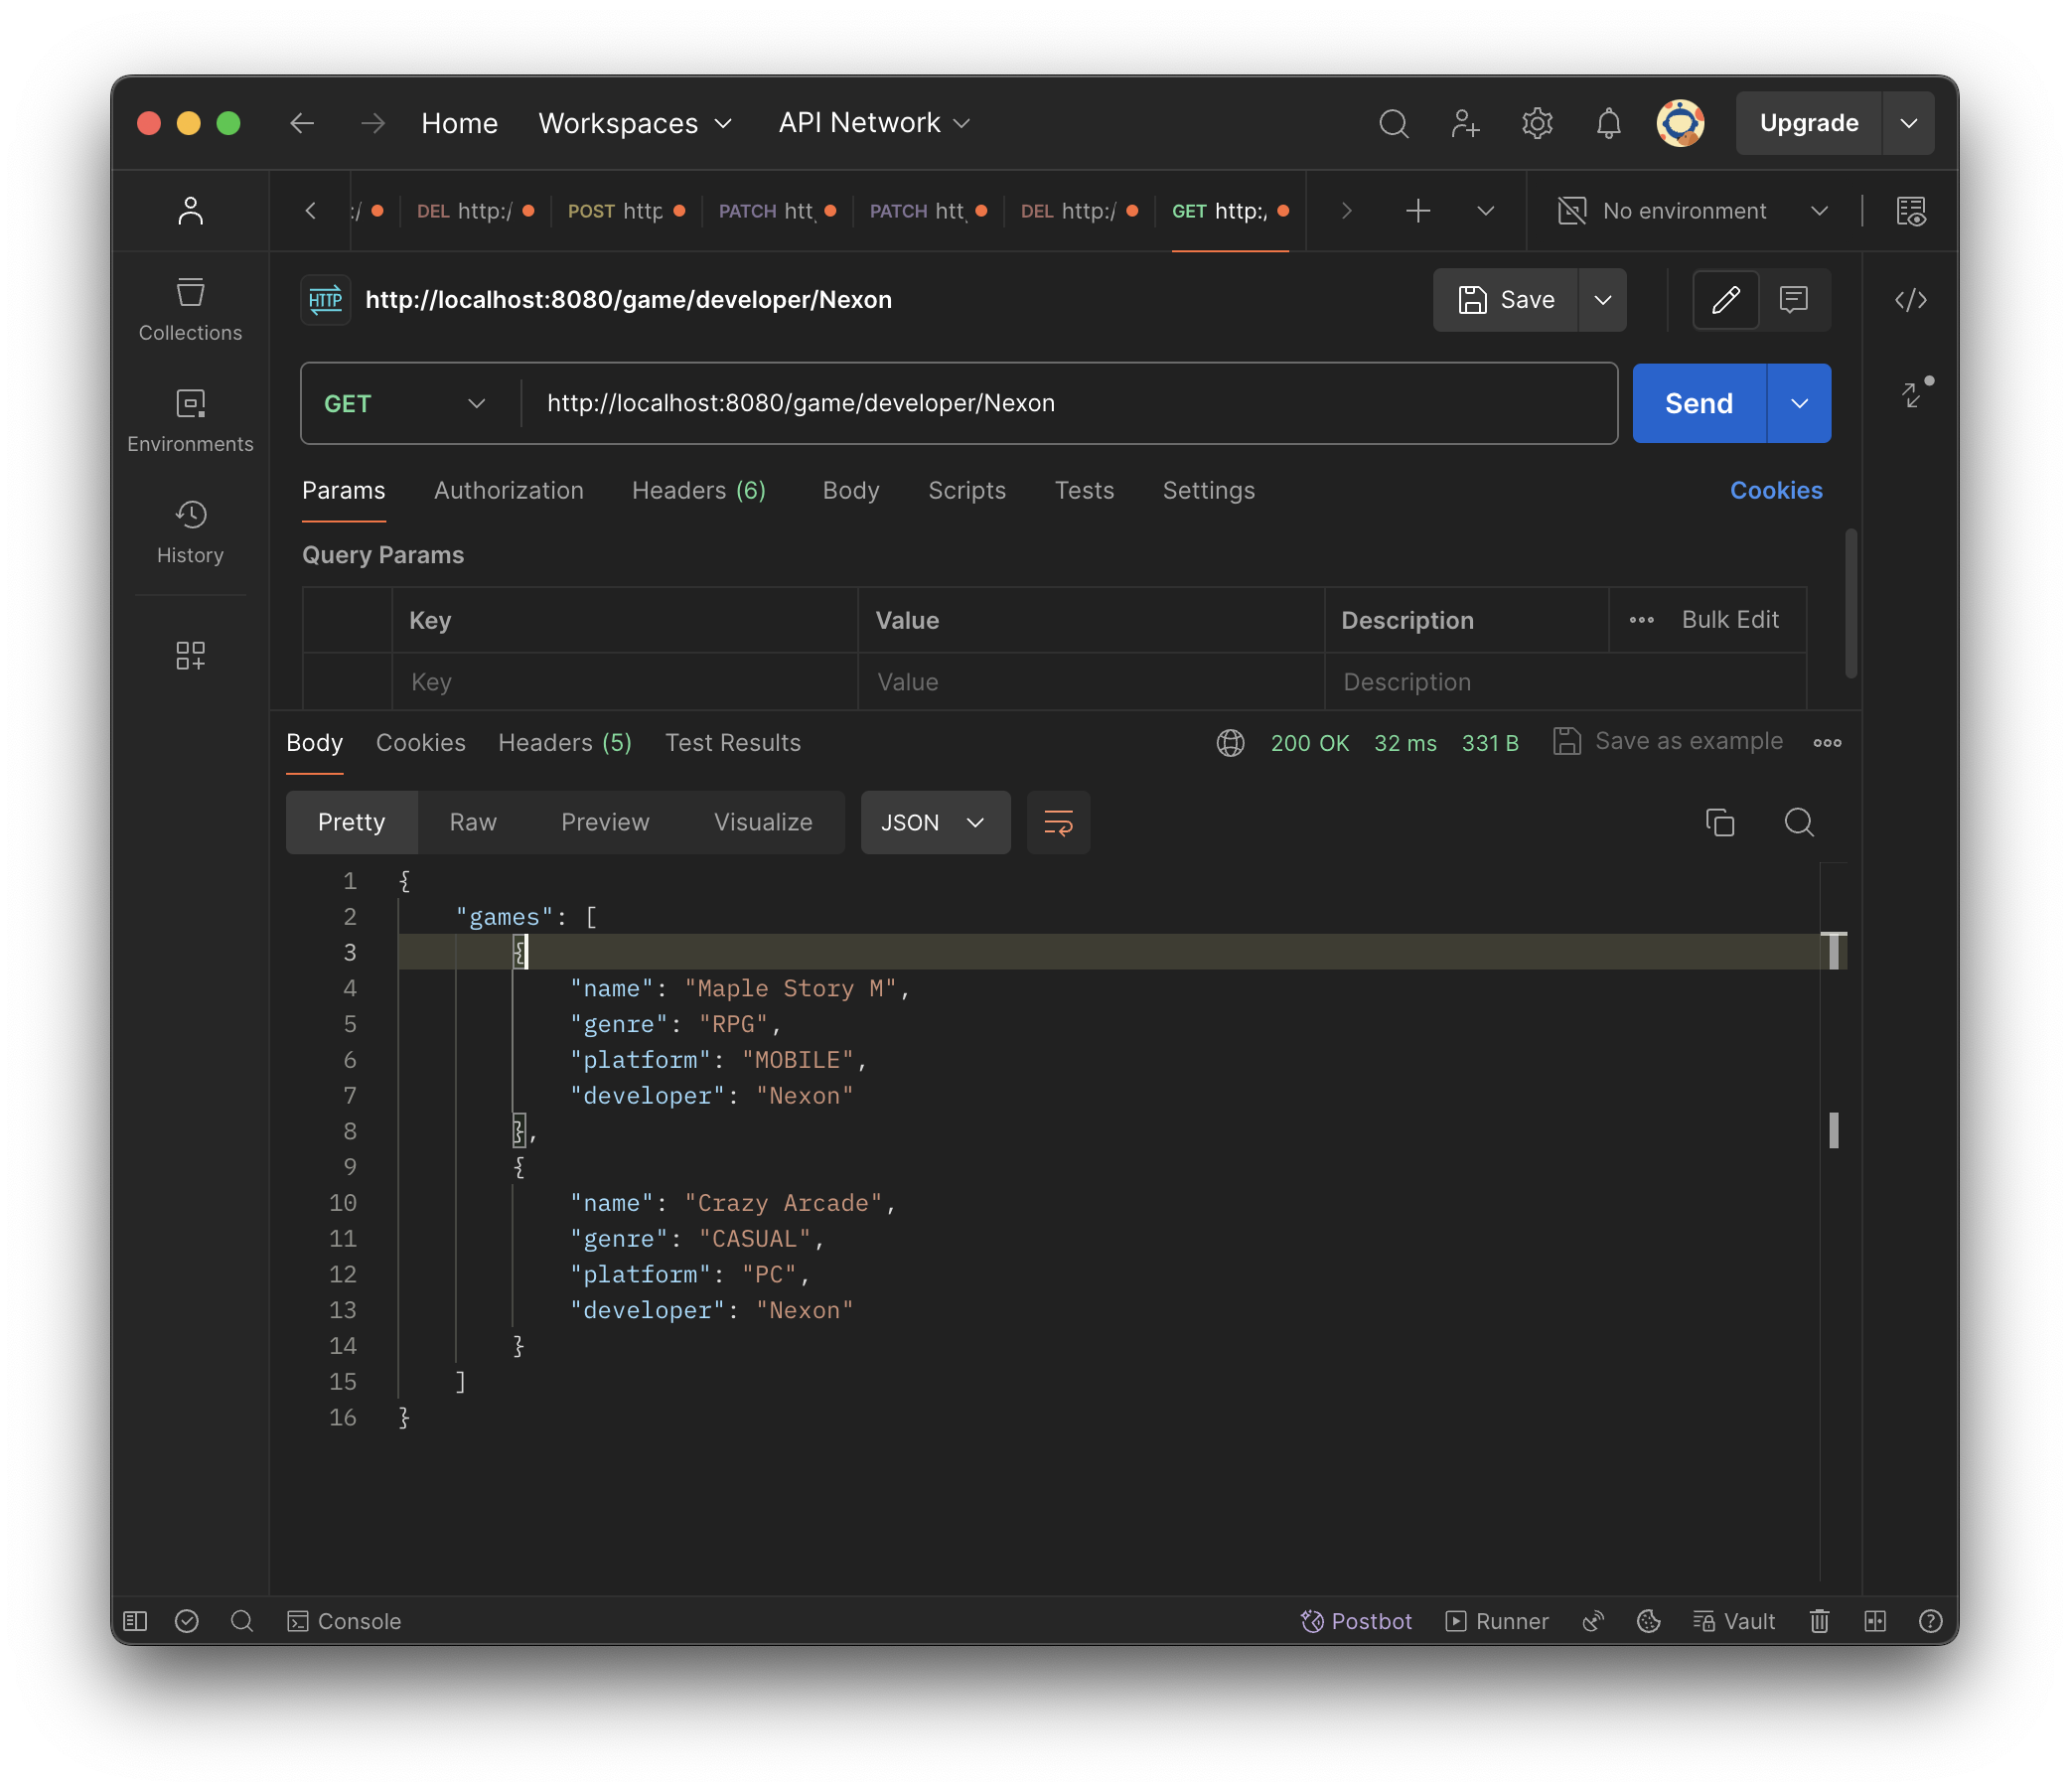 Home Workspaces API Network Upgrade
:/ DEL http:/ POST http PATCH htt PATCH htt DEL http:/ GET http:/ No environment
HTTP http://localhost:8080/game/developer/Nexon Save
Collections
Environments
History
GET http://localhost:8080/game/developer/Nexon Send
Params Authorization Headers (6) Body Scripts Tests Settings Cookies
Query Params
Key Value Description Bulk Edit
Key Value Description
Body Cookies Headers (5) Test Results 200 OK 32 ms 331 B Save as example
Pretty Raw Preview Visualize JSON
1 {
2 "games": [
3 {
4 "name": "Maple Story M",
5 "genre": "RPG",
6 "platform": "MOBILE",
7 "developer": "Nexon"
8 },
9 {
10 "name": "Crazy Arcade",
11 "genre": "CASUAL",
12 "platform": "PC",
13 "developer": "Nexon"
14 }
15 ]
16 }
Console Postbot Runner Vault